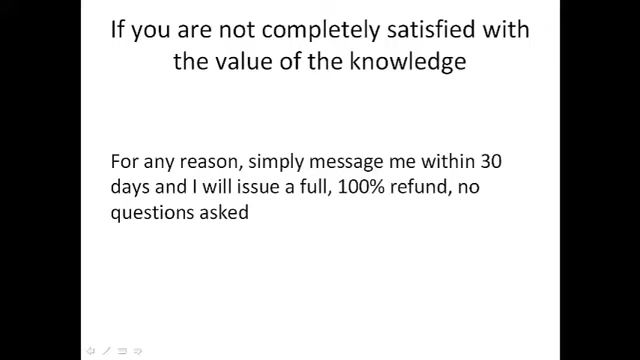 If you are not completely satisfied with
the value of the knowledge
For any reason, simply message me within 30
days and I will issue a full, 100% refund, no
questions asked